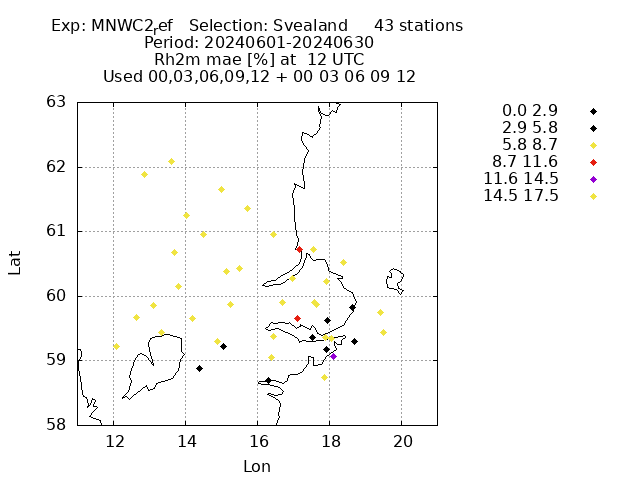 Exp: MNWC2ref Selection: Svealand 43 stations
Period: 20240601-20240630
Rh2m mae [%] at 12 UTC
Used 00,03,06,09,12 + 00 03 06 09 12
63
62
61
60
59
58
Lat
12 14 16 18 20
Lon
0.0 2.9
2.9 5.8
5.8 8.7
8.7 11.6
11.6 14.5
14.5 17.5